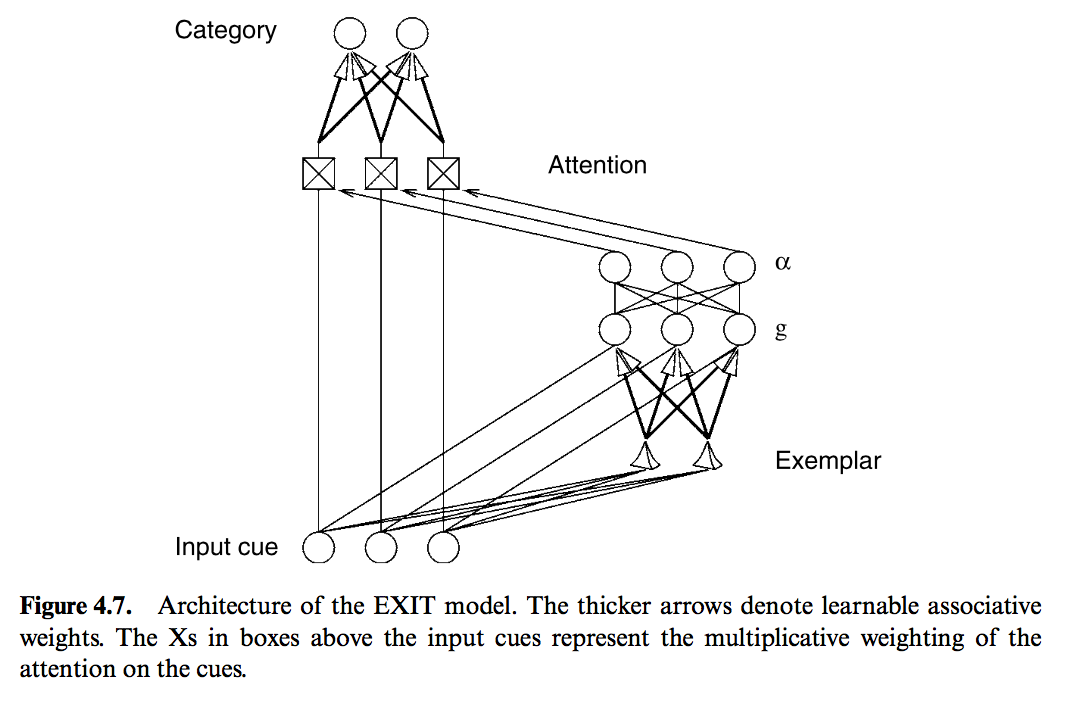 Category
Attention
α
g
Exemplar
Input cue
Figure 4.7. Architecture of the EXIT model. The thicker arrows denote learnable associative
weights. The Xs in boxes above the input cues represent the multiplicative weighting of the
attention on the cues.